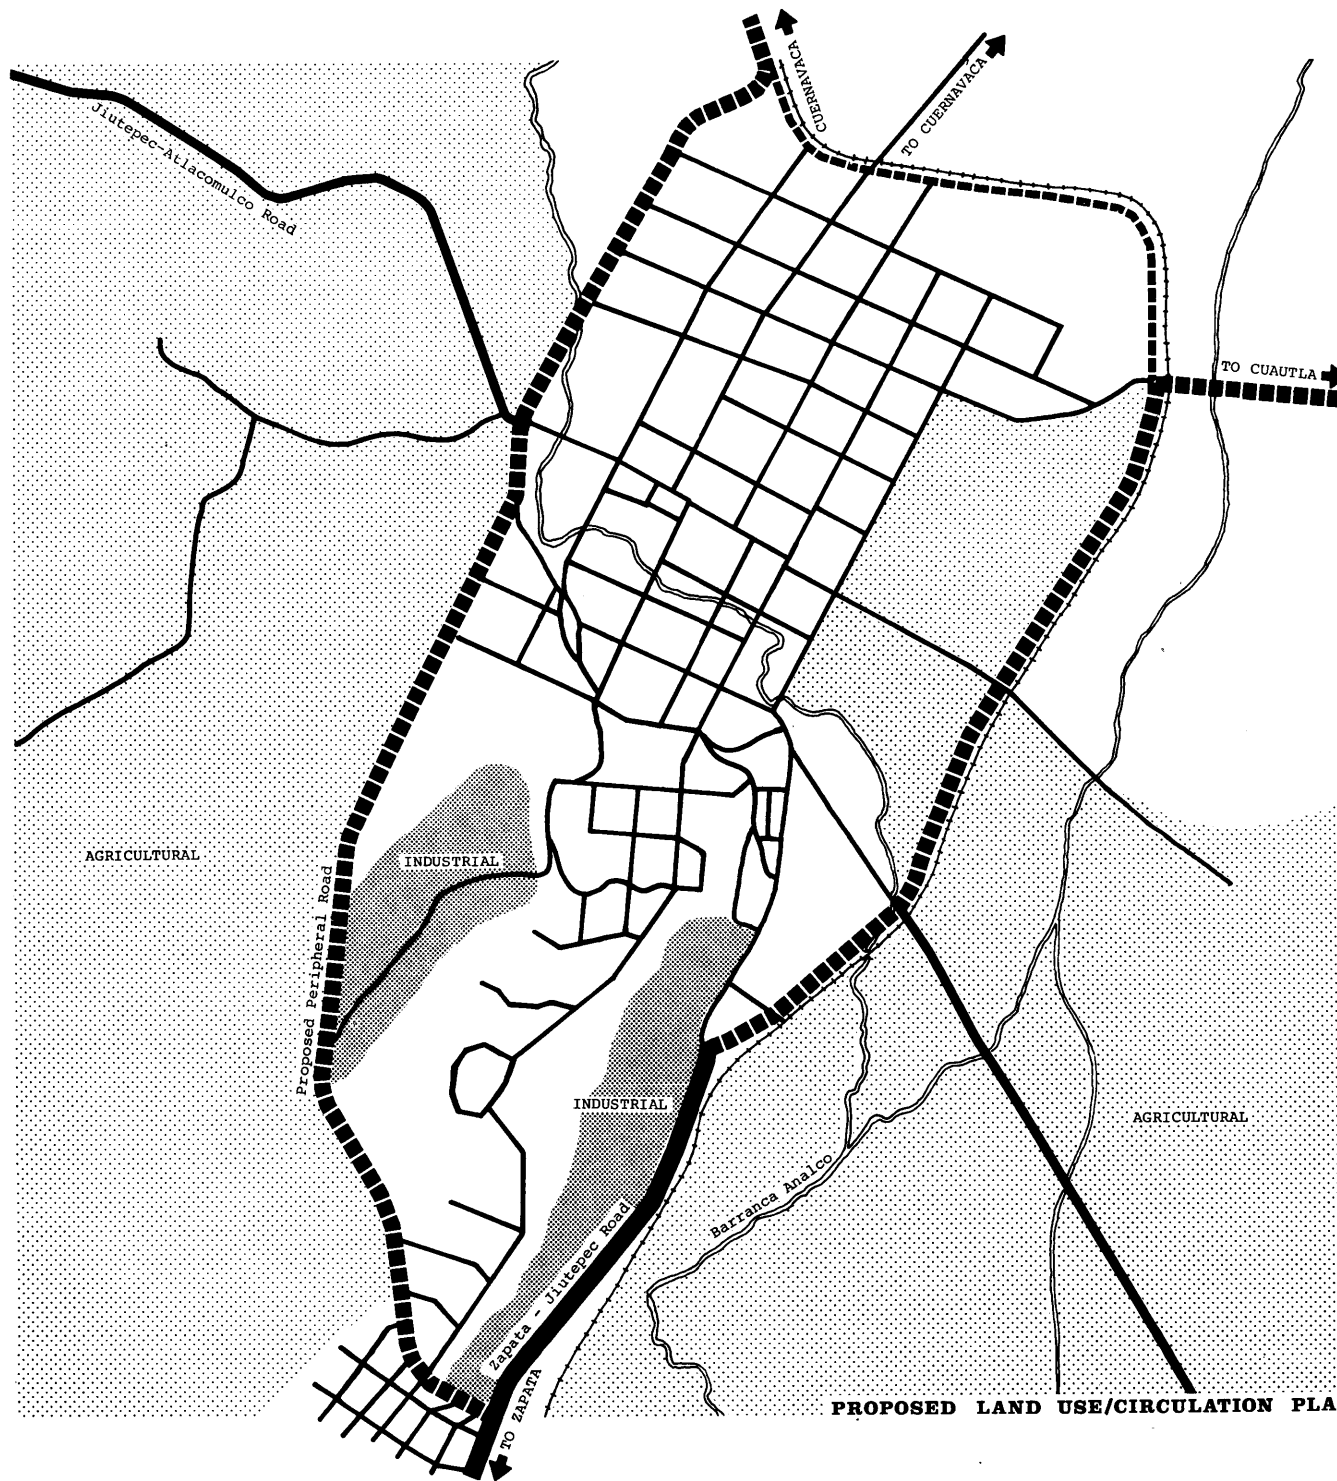 CUERNAVACA
TO CUERNAVACA
Jiutepec-Atlacomulco Road
TO CUAUTLA
AGRICULTURAL
INDUSTRIAL
Proposed Peripheral Road
INDUSTRIAL
AGRICULTURAL
Barranca Analco
Zapata - Jiutepec Road
TO ZAPATA
PROPOSED LAND USE/CIRCULATION PLA